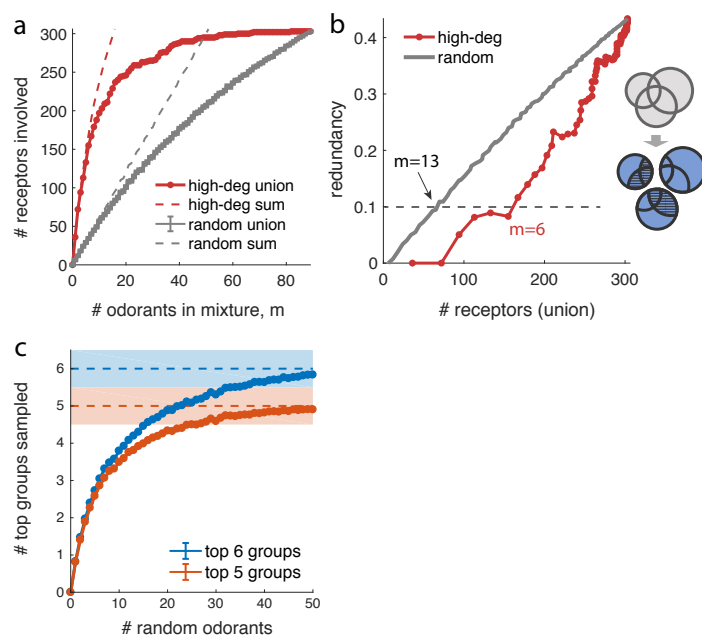 a
# receptors involved
300
250
200
150
100
50
0
0
20
40
60
80
# odorants in mixture, m
high-deg union
high-deg sum
random union
random sum
b
redundancy
0.4
0.3
0.2
0.1
0
100
200
300
# receptors (union)
high-deg
random
m=13
m=6
c
# top groups sampled
6
5
4
3
2
1
0
0
10
20
30
40
50
# random odorants
top 6 groups
top 5 groups